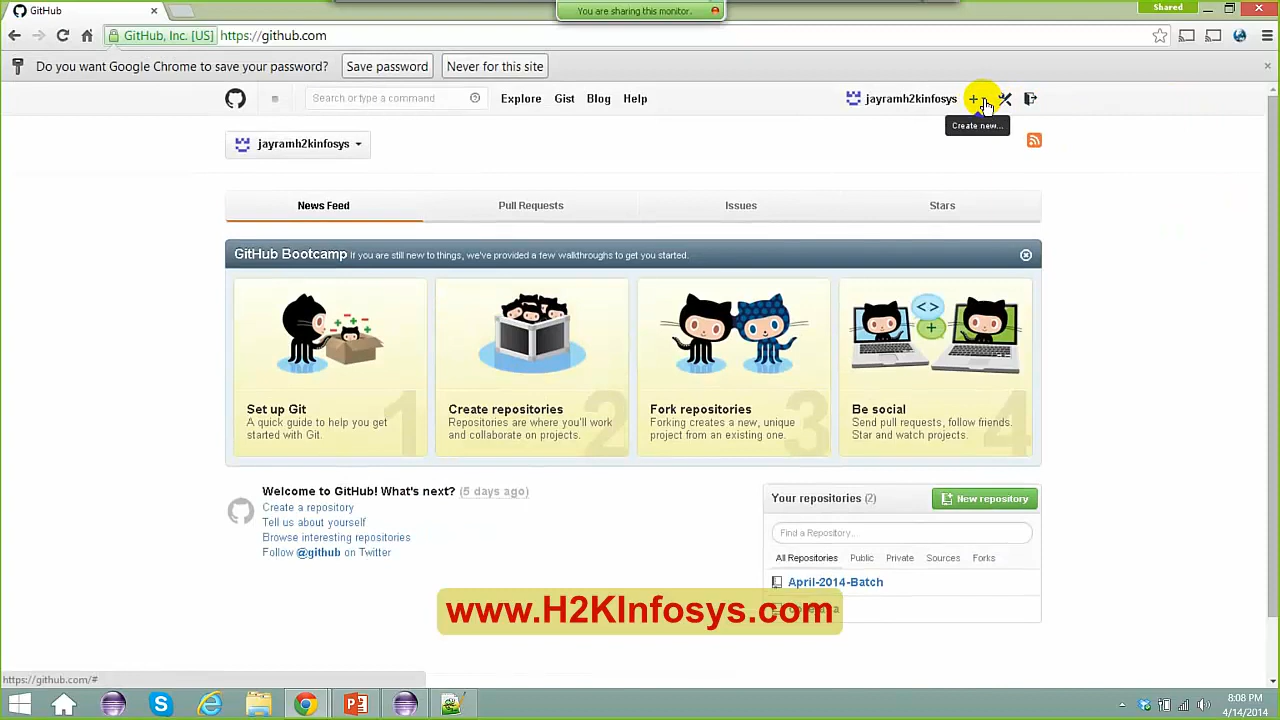 You are sharing this monitor.
Shared
GitHub
GitHub, Inc. [US]
https://github.com
Do you want Google Chrome to save your password?
Save password
Never for this site
Search or type a command
Explore
Gist
Blog
Help
jayramh2kinfosys
Create new...
jayramh2kinfosys
News Feed
Pull Requests
Issues
Stars
GitHub Bootcamp If you are still new to things, we've provided a few walkthroughs to get you started.
1
Set up Git
A quick guide to help you get
started with Git.
2
Create repositories
Repositories are where you'll work
and collaborate on projects.
3
Fork repositories
Forking creates a new, unique
project from an existing one.
4
Be social
Send pull requests, follow friends.
Star and watch projects.
Welcome to GitHub! What's next? (5 days ago)
Create a repository
Tell us about yourself
Browse interesting repositories
Follow @github on Twitter
Your repositories (2)
New repository
Find a Repository...
All Repositories
Public
Private
Sources
Forks
April-2014-Batch
www.H2KInfosys.com
https://github.com/#
8:08 PM
4/14/2014